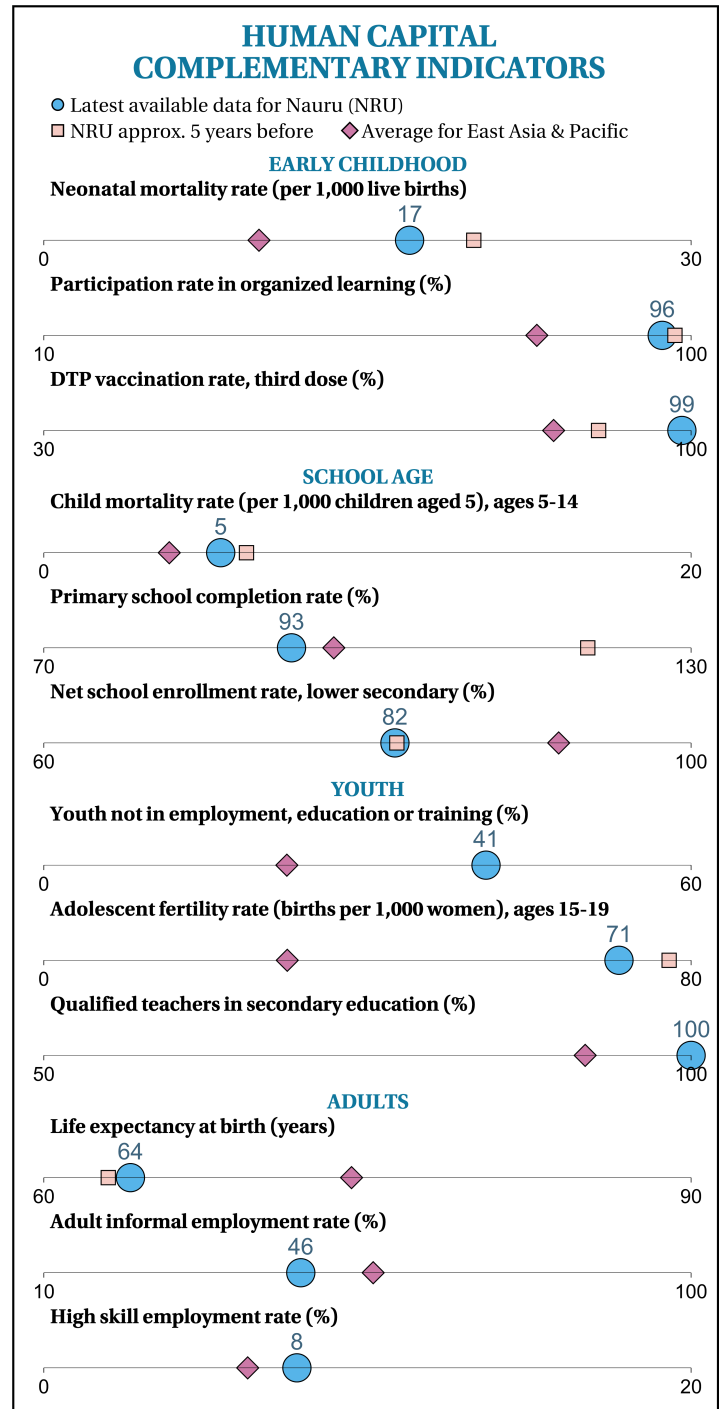 HUMAN CAPITAL
COMPLEMENTARY INDICATORS
Latest available data for Nauru (NRU)
NRU approx. 5 years before Average for East Asia & Pacific
EARLY CHILDHOOD
Neonatal mortality rate (per 1,000 live births)
17
0 30
Participation rate in organized learning (%)
96
10 100
DTP vaccination rate, third dose (%)
99
30 100
SCHOOL AGE
Child mortality rate (per 1,000 children aged 5), ages 5-14
5
0 20
Primary school completion rate (%)
93
70 130
Net school enrollment rate, lower secondary (%)
82
60 100
YOUTH
Youth not in employment, education or training (%)
41
0 60
Adolescent fertility rate (births per 1,000 women), ages 15-19
71
0 80
Qualified teachers in secondary education (%)
100
50 100
ADULTS
Life expectancy at birth (years)
64
60 90
Adult informal employment rate (%)
46
10 100
High skill employment rate (%)
8
0 20